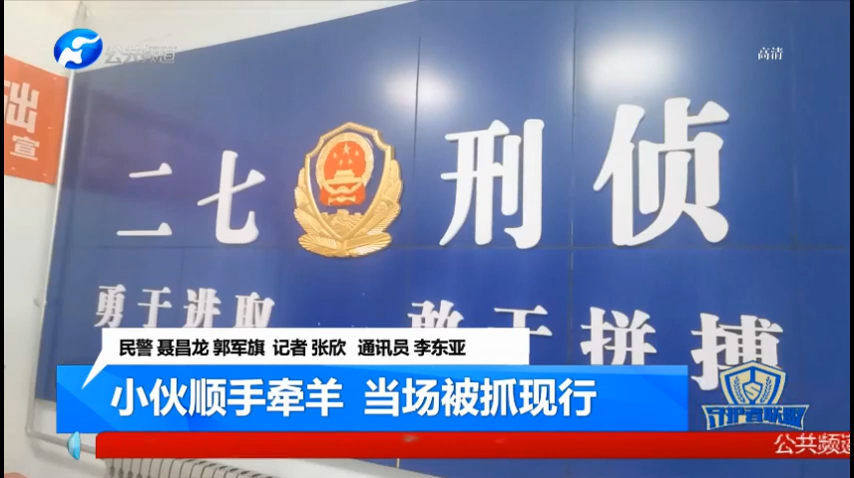 公共频道
高清
础
宣
二七 刑侦
勇于进取 敢于拼搏
民警 聂昌龙 郭军旗 记者 张欣 通讯员 李东亚
小伙顺手牵羊 当场被抓现行
守护者联盟
公共频道